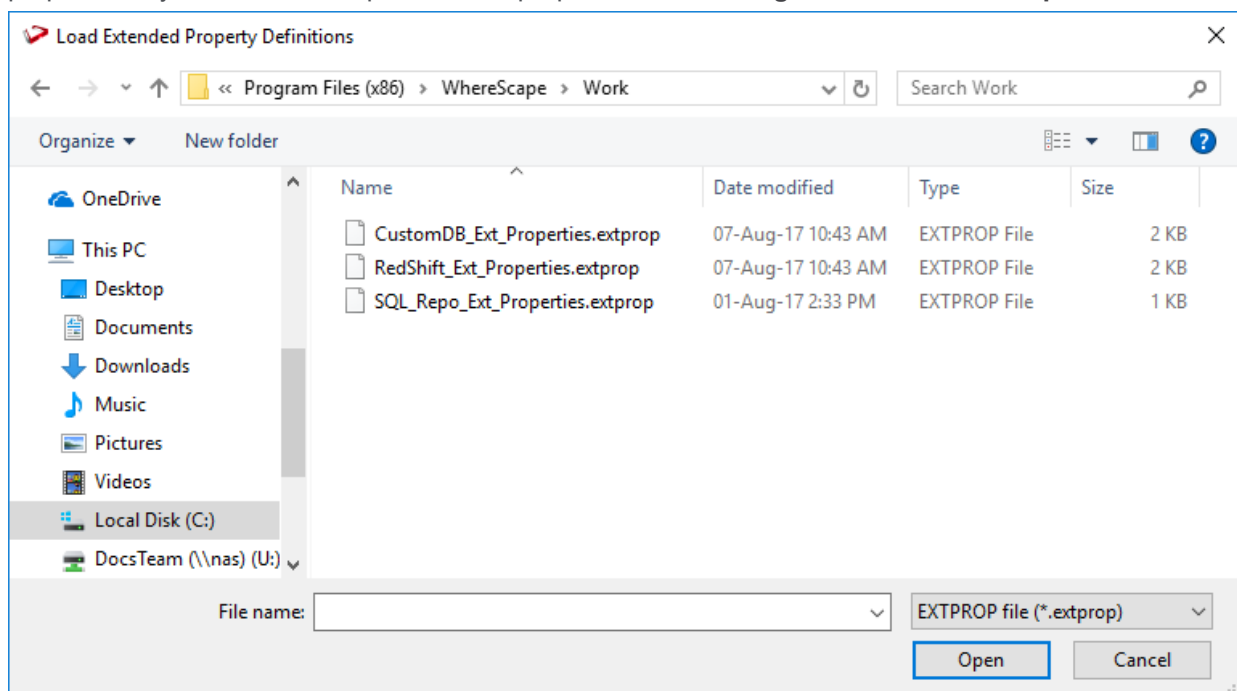 Load Extended Property Definitions
« Program Files (x86) › WhereScape › Work
Search Work
Organize
New folder
Name Date modified Type Size
OneDrive
This PC
Desktop
Documents
Downloads
Music
Pictures
Videos
Local Disk (C:)
DocsTeam (\\nas) (U:)
CustomDB_Ext_Properties.extprop 07-Aug-17 10:43 AM EXTPROP File 2 KB
RedShift_Ext_Properties.extprop 07-Aug-17 10:43 AM EXTPROP File 2 KB
SQL_Repo_Ext_Properties.extprop 01-Aug-17 2:33 PM EXTPROP File 1 KB
File name:
EXTPROP file (*.extprop)
Open
Cancel